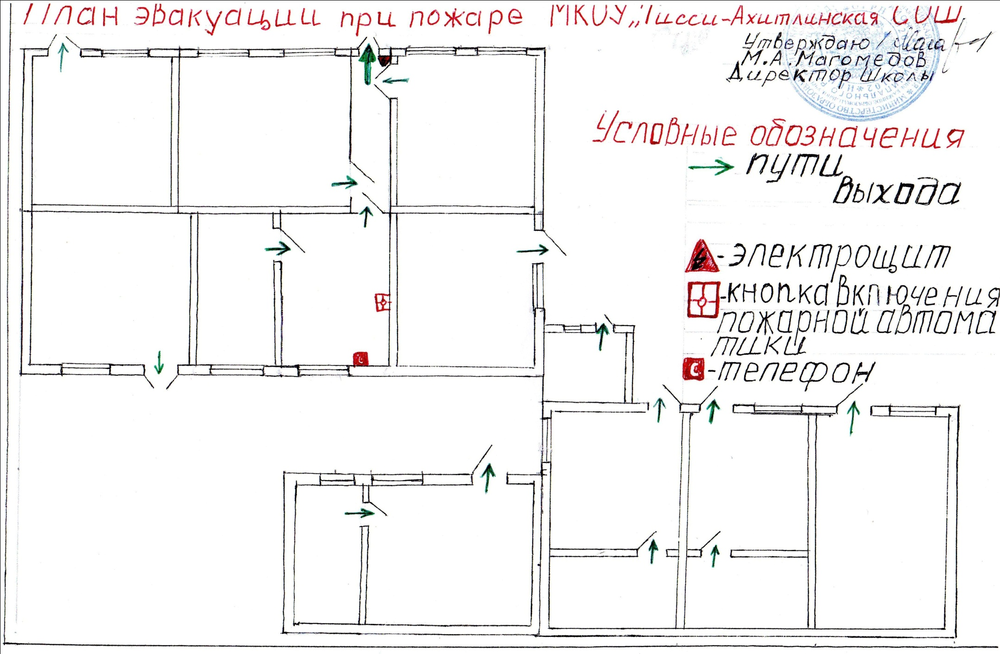 План эвакуации при пожаре МКОУ „Тисси-Ахитлинская СОШ
Утверждаю
М.А. Магомедов
Директор Школы
Условные обозначения
пути
выхода
-электрощит
-кнопка включения
пожарной автома
тики
-телефон